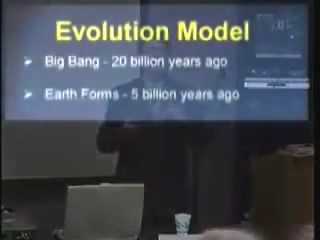 Evolution Model
➢ Big Bang - 20 billion years ago
➢ Earth Forms - 5 billion years ago